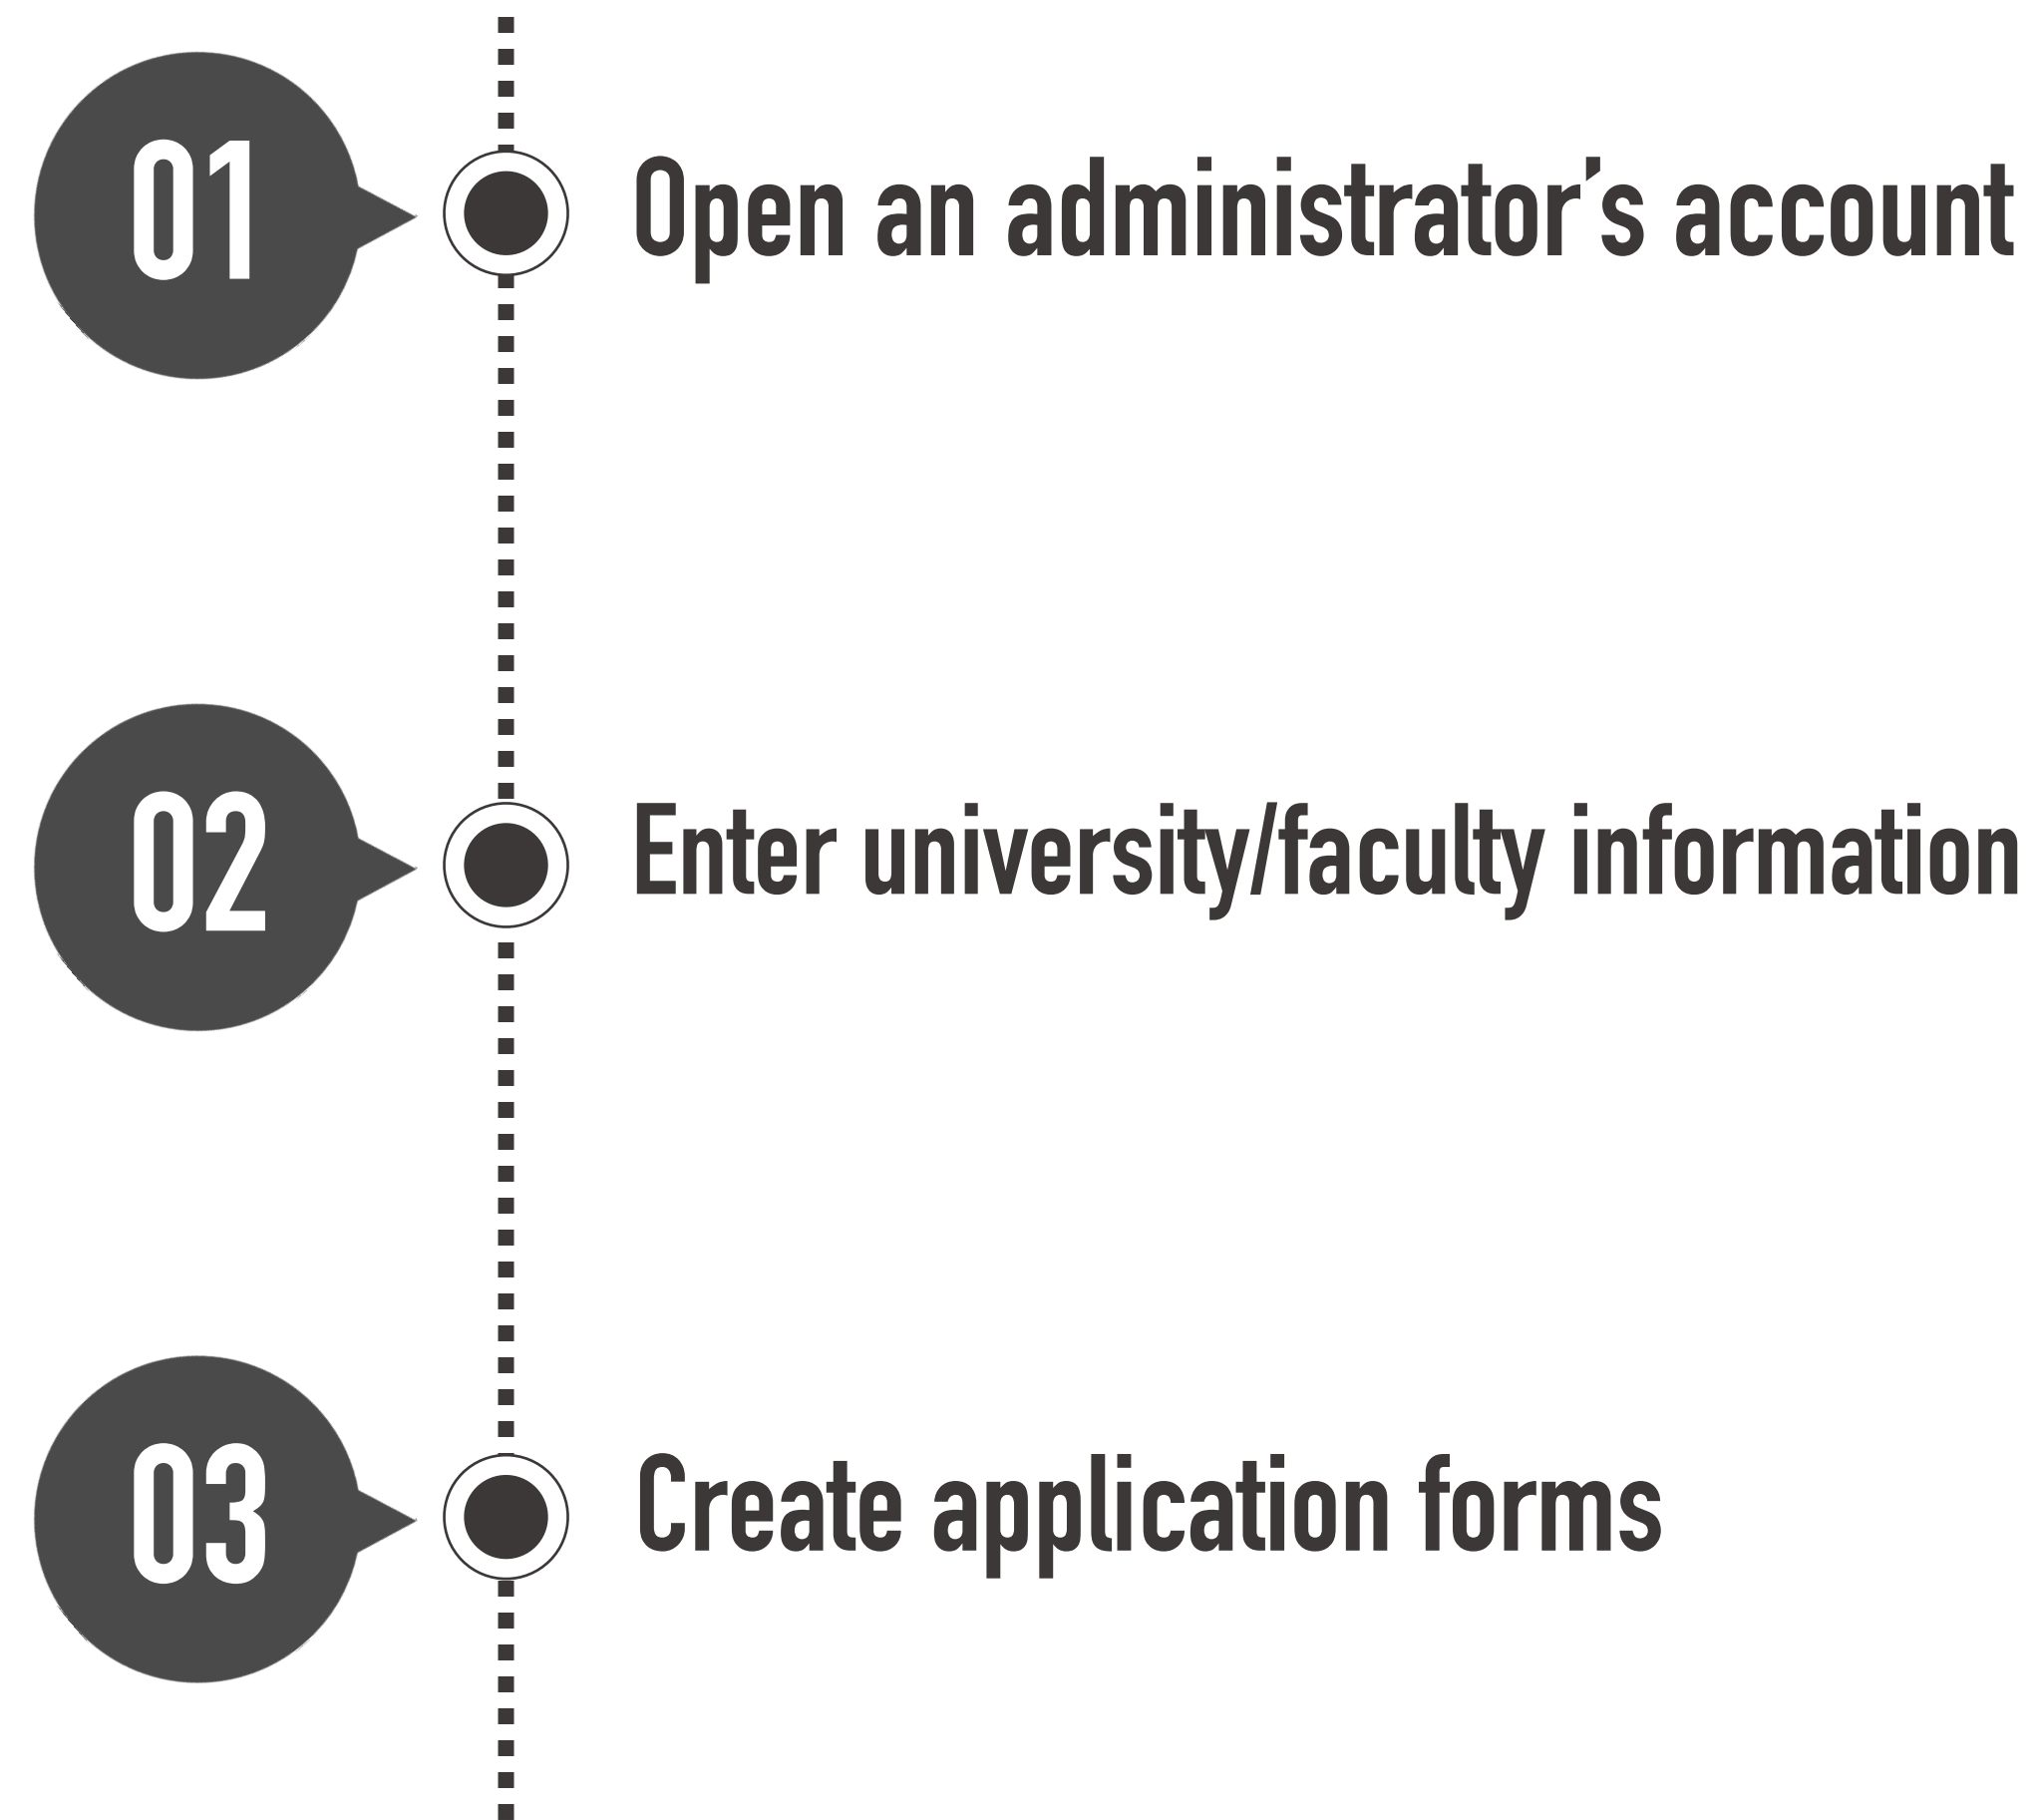 01
Open an administrator’s account
02
Enter university/faculty information
03
Create application forms